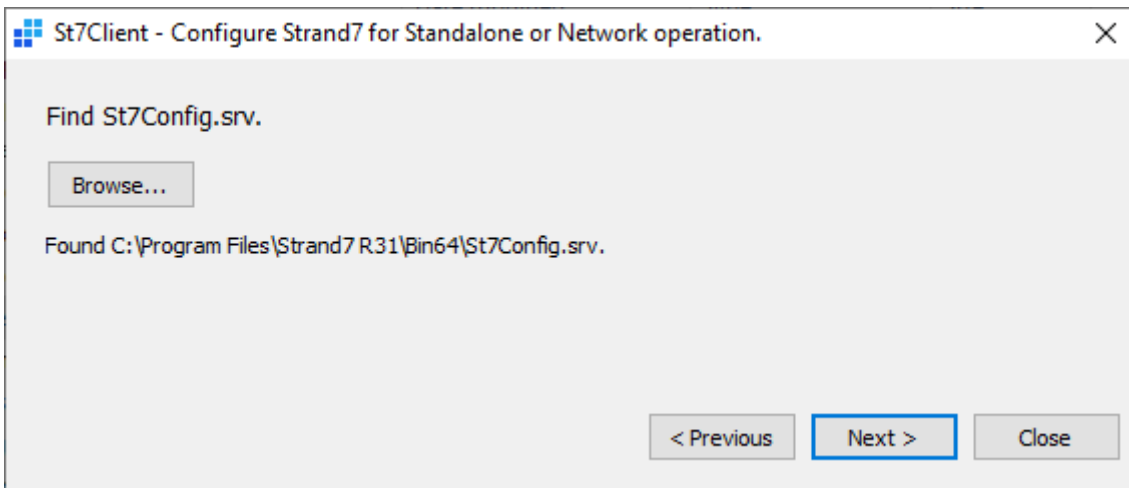 St7Client - Configure Strand7 for Standalone or Network operation.
Find St7Config.srv.
Browse...
Found C:\Program Files\Strand7 R31\Bin64\St7Config.srv.
< Previous
Next >
Close